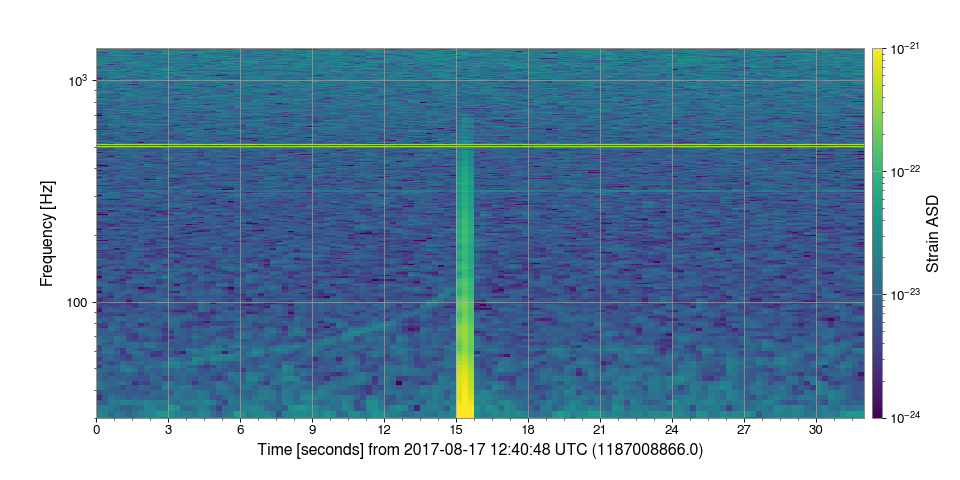 10³
100
Frequency [Hz]
0 3 6 9 12 15 18 21 24 27 30
Time [seconds] from 2017-08-17 12:40:48 UTC (1187008866.0)
10⁻²¹
10⁻²²
10⁻²³
10⁻²⁴
Strain ASD